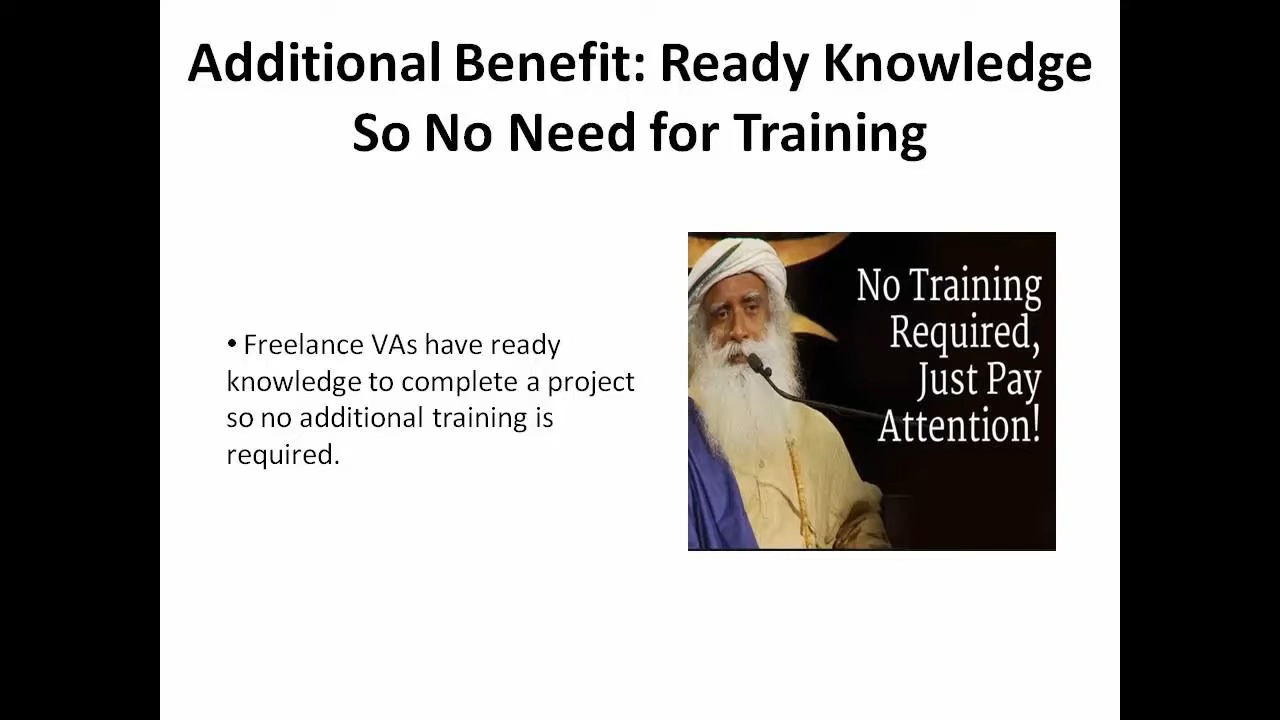 Additional Benefit: Ready Knowledge
So No Need for Training
• Freelance VAs have ready
knowledge to complete a project
so no additional training is
required.
No Training
Required,
Just Pay
Attention!